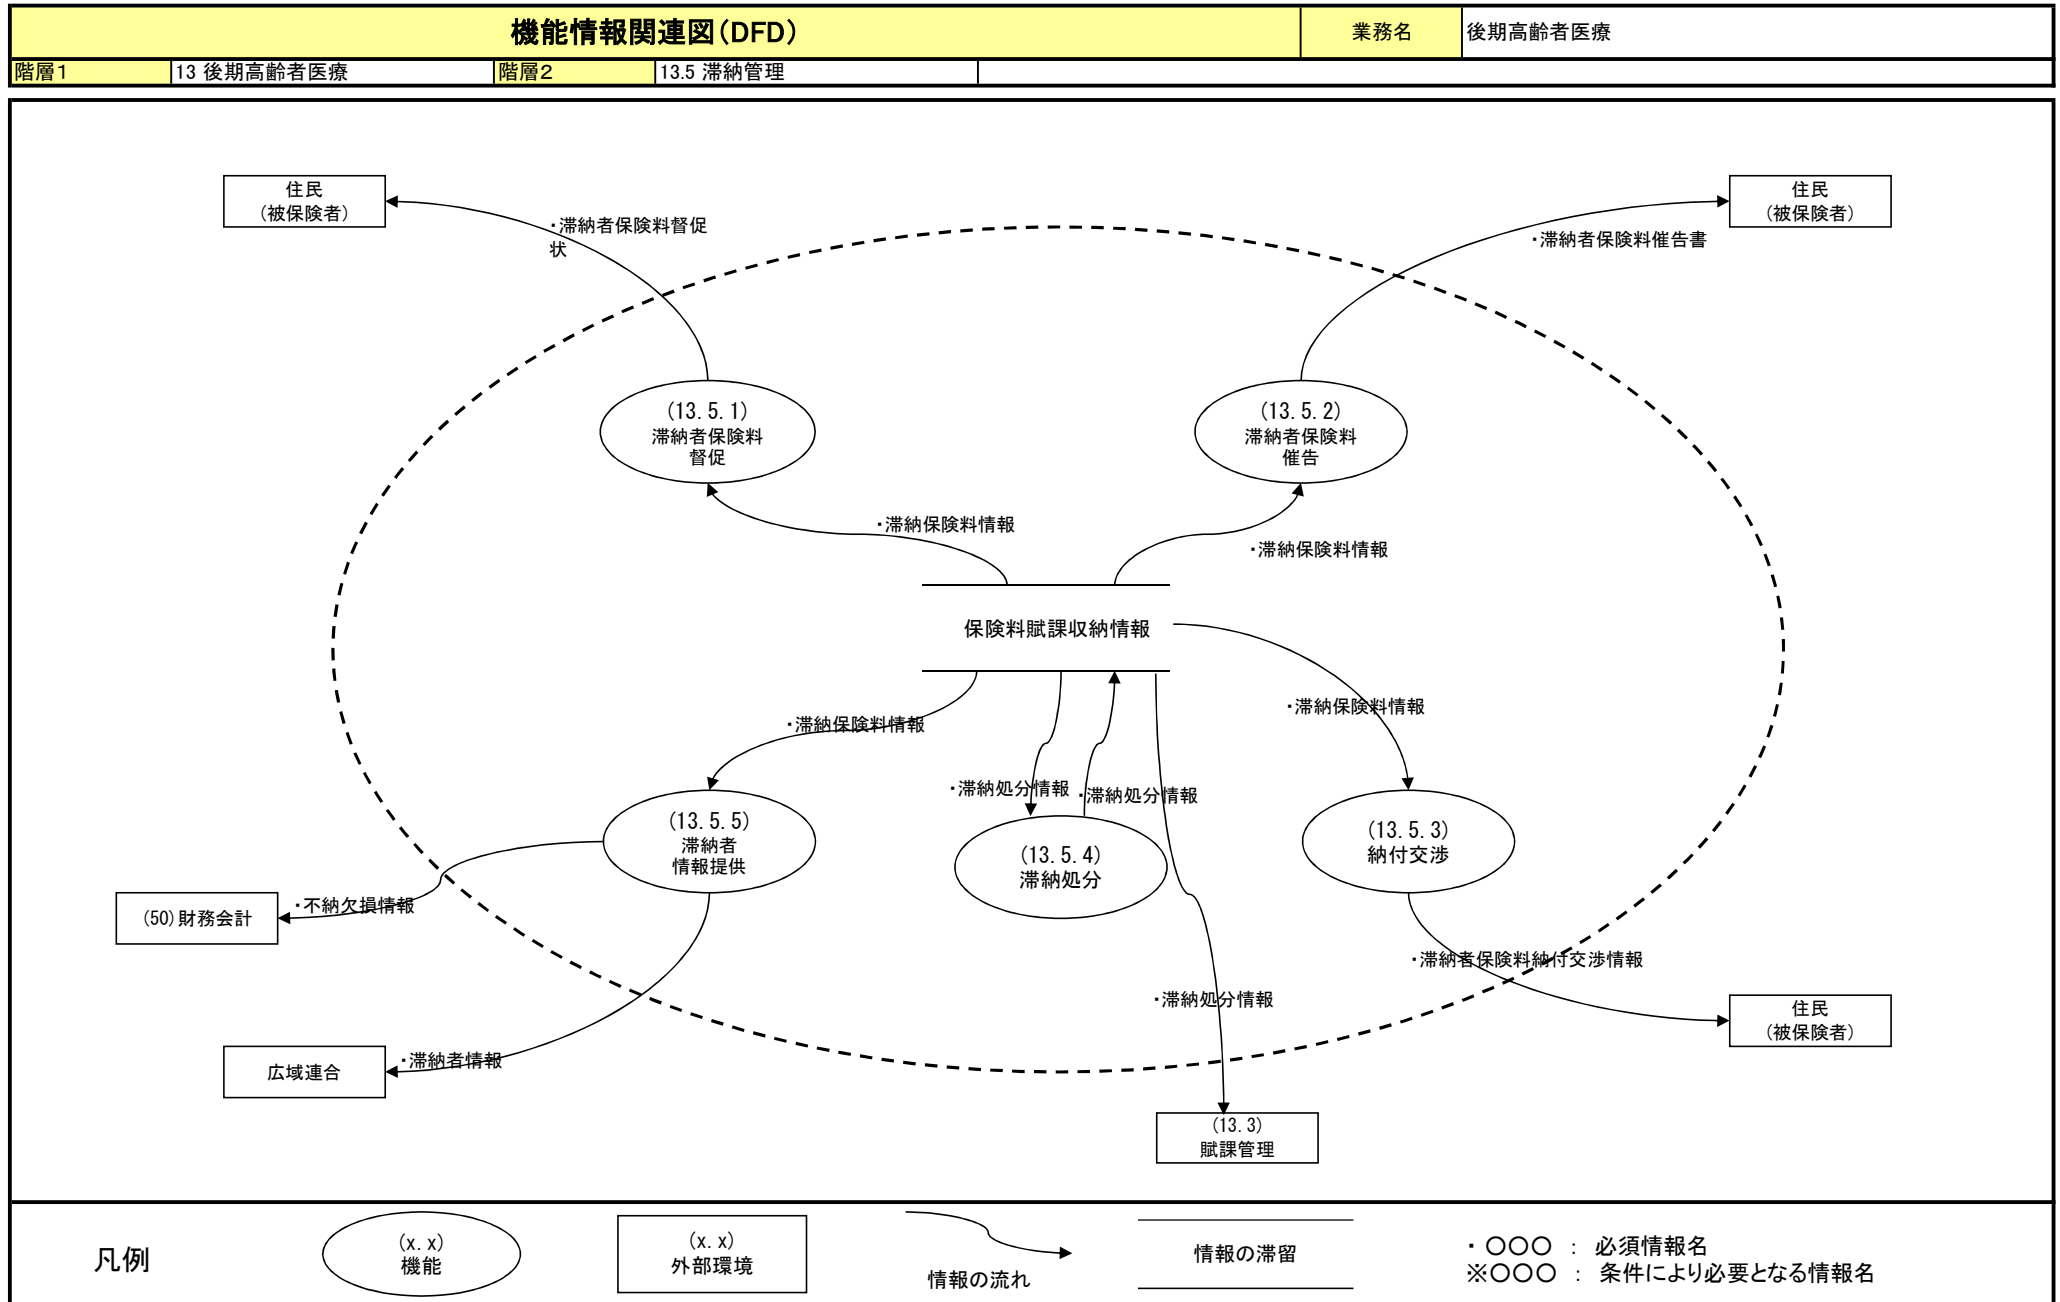 機能情報関連図(DFD)
業務名
後期高齢者医療
階層1
13 後期高齢者医療
階層2
13.5 滞納管理
住民
(被保険者)
・滞納者保険料督促
状
住民
(被保険者)
・滞納者保険料催告書
(13.5.1)
滞納者保険料
督促
(13.5.2)
滞納者保険料
催告
・滞納保険料情報
・滞納保険料情報
保険料賦課収納情報
・滞納保険料情報
・滞納保険料情報
・滞納処分情報
・滞納処分情報
(13.5.5)
滞納者
情報提供
(13.5.4)
滞納処分
(13.5.3)
納付交渉
・不納欠損情報
(50)財務会計
・滞納者保険料納付交渉情報
・滞納処分情報
住民
(被保険者)
広域連合
・滞納者情報
(13.3)
賦課管理
凡例
(x.x)
機能
(x.x)
外部環境
情報の流れ
情報の滞留
・ 〇〇〇 : 必須情報名
※〇〇〇 : 条件により必要となる情報名